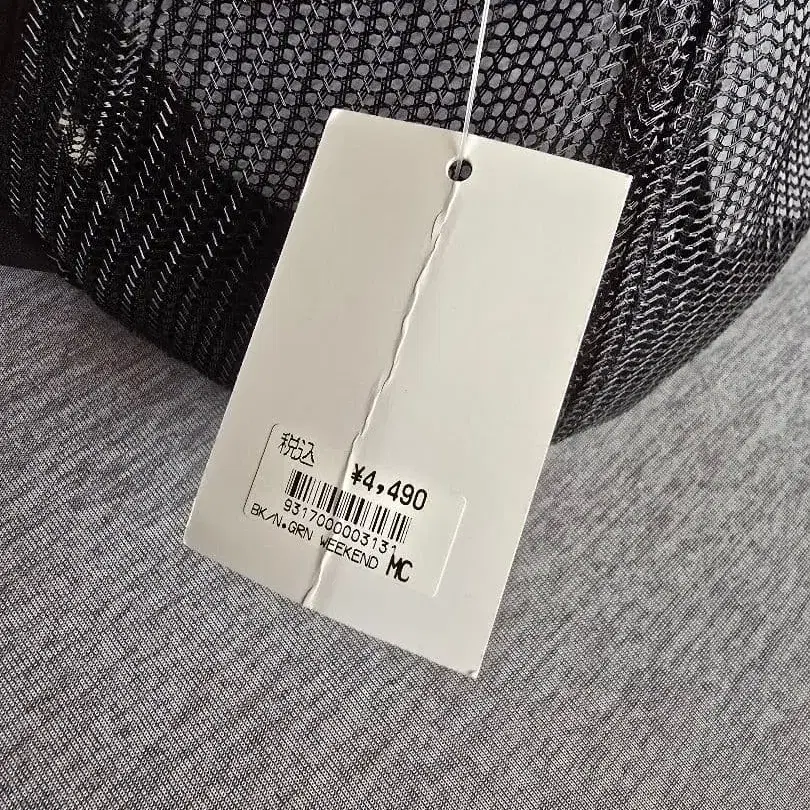 税込
¥4,490
9317000003131
BK/N.GRN WEEKEND MC